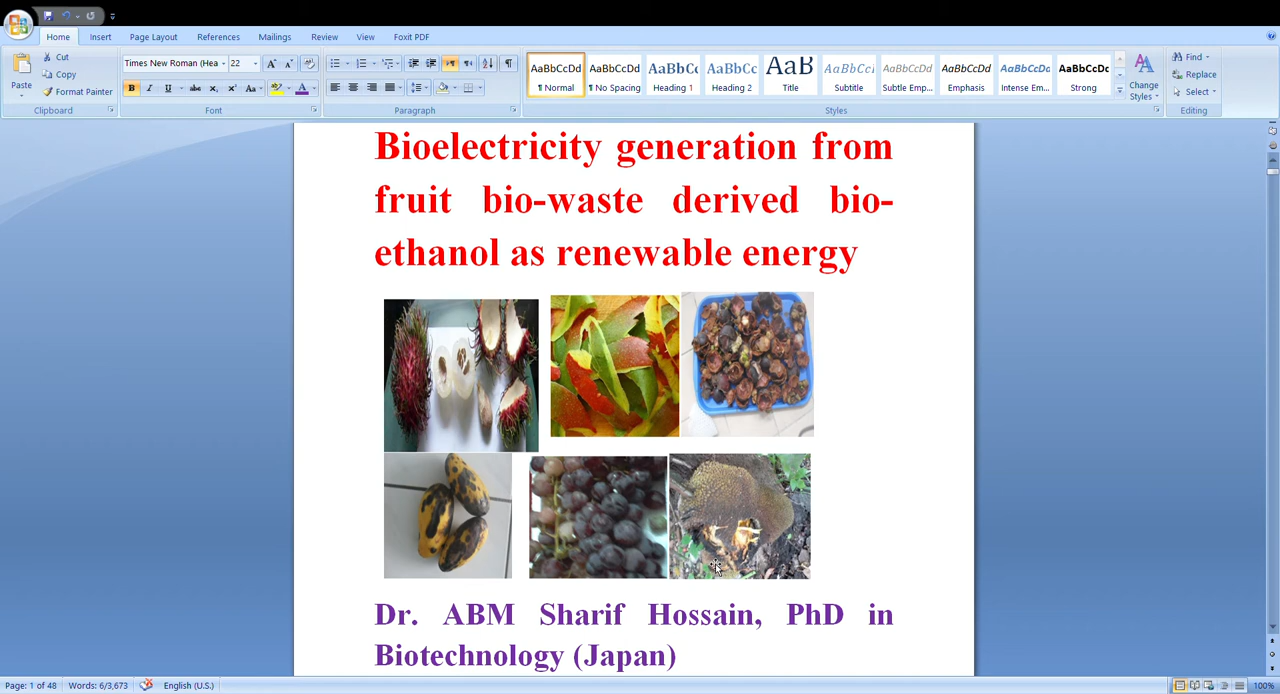 Home Insert Page Layout References Mailings Review View Foxit PDF
Paste
Cut
Copy
Format Painter
Clipboard
Times New Roman (Hea 22
Font
Paragraph
AaBbCcDd AaBbCcDd AaBbCc AaBbCc AaB AaBbCcI AaBbCcDd AaBbCcDd AaBbCcDd AaBbCcDc
¶ Normal ¶ No Spacing Heading 1 Heading 2 Title Subtitle Subtle Emp... Emphasis Intense Em... Strong
Change Styles
Styles
Find
Replace
Select
Editing
Bioelectricity generation from
fruit bio-waste derived bio-
ethanol as renewable energy
Dr. ABM Sharif Hossain, PhD in
Biotechnology (Japan)
Page: 1 of 48 Words: 6/3,673 English (U.S.) 100%